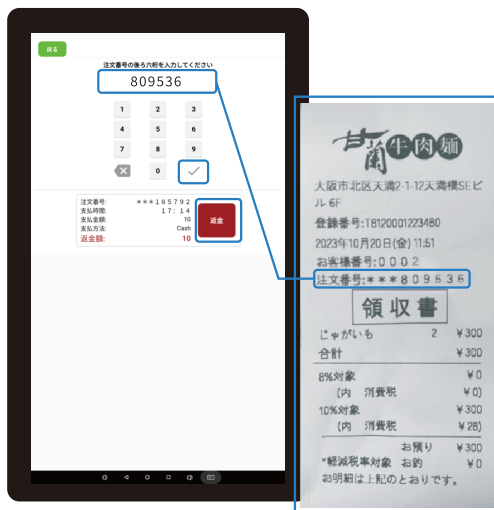 戻る
注文番号の後ろ六桁を入力してください
809536
1 2 3
4 5 6
7 8 9
0
注文番号: ***185792
支払時間: 17:14
支払金額: 10
支払方法: Cash
返金額: 10
返金
甘蘭牛肉麺
大阪市北区天満2-1-12天満橋SEビ
ル 6F
登録番号:T8120001223480
2023年10月20日(金) 11:51
お客様番号:0002
注文番号:***809536
領収書
じゃがいも 2 ¥300
合計 ¥300
8%対象 ¥0
(内 消費税 ¥0)
10%対象 ¥300
(内 消費税 ¥28)
お預り ¥300
*軽減税率対象 お釣 ¥0
お明細は上記のとおりです。